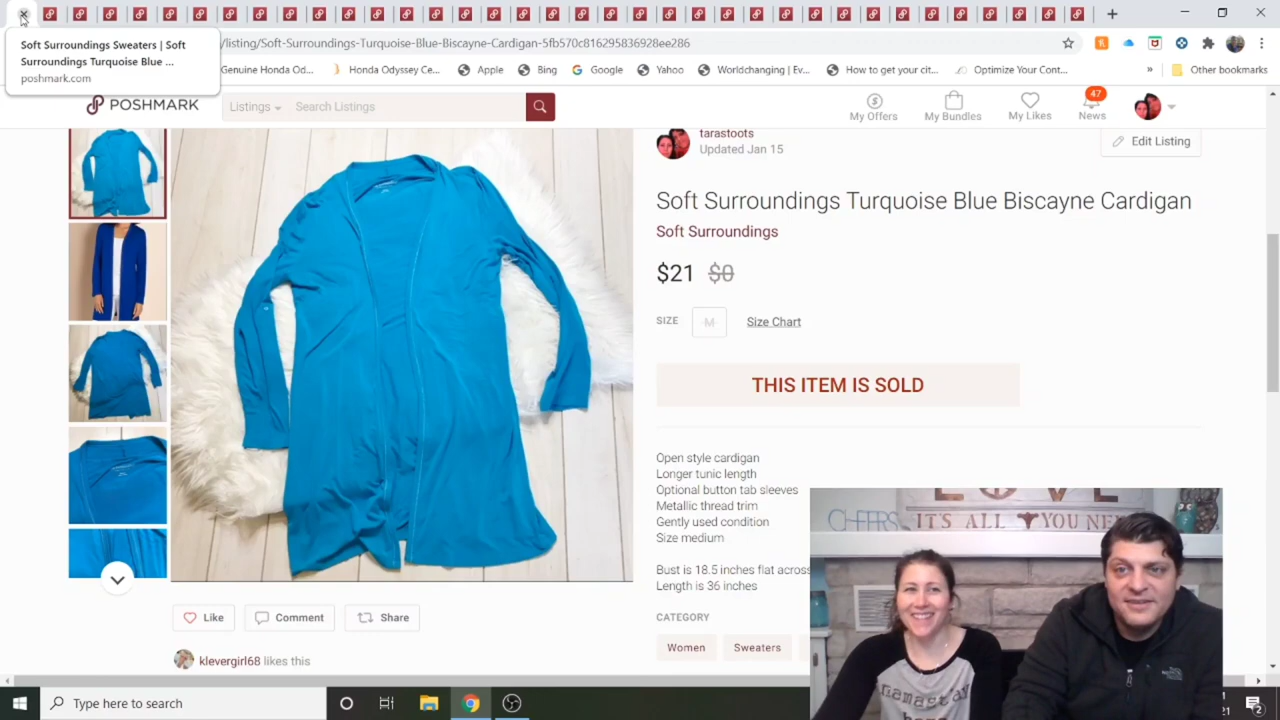 Soft Surroundings Sweaters | Soft
Surroundings Turquoise Blue ...
poshmark.com
/listing/Soft-Surroundings-Turquoise-Blue-Biscayne-Cardigan-5fb570c816295836928ee286
Genuine Honda Od...
Honda Odyssey Ce...
Apple
Bing
Google
Yahoo
Worldchanging | Ev...
How to get your cit...
Optimize Your Cont...
»
Other bookmarks
POSHMARK
Listings
Search Listings
My Offers
My Bundles
My Likes
47
News
tarastoots
Updated Jan 15
Edit Listing
Soft Surroundings Turquoise Blue Biscayne Cardigan
Soft Surroundings
$21 $0
SIZE
M
Size Chart
THIS ITEM IS SOLD
Open style cardigan
Longer tunic length
Optional button tab sleeves
Metallic thread trim
Gently used condition
Size medium
Bust is 18.5 inches flat across
Length is 36 inches
CATEGORY
Women
Sweaters
Like
Comment
Share
klevergirl68 likes this
LOVE
CHEERS
IT'S ALL YOU NEE
namastay
Type here to search
21
2